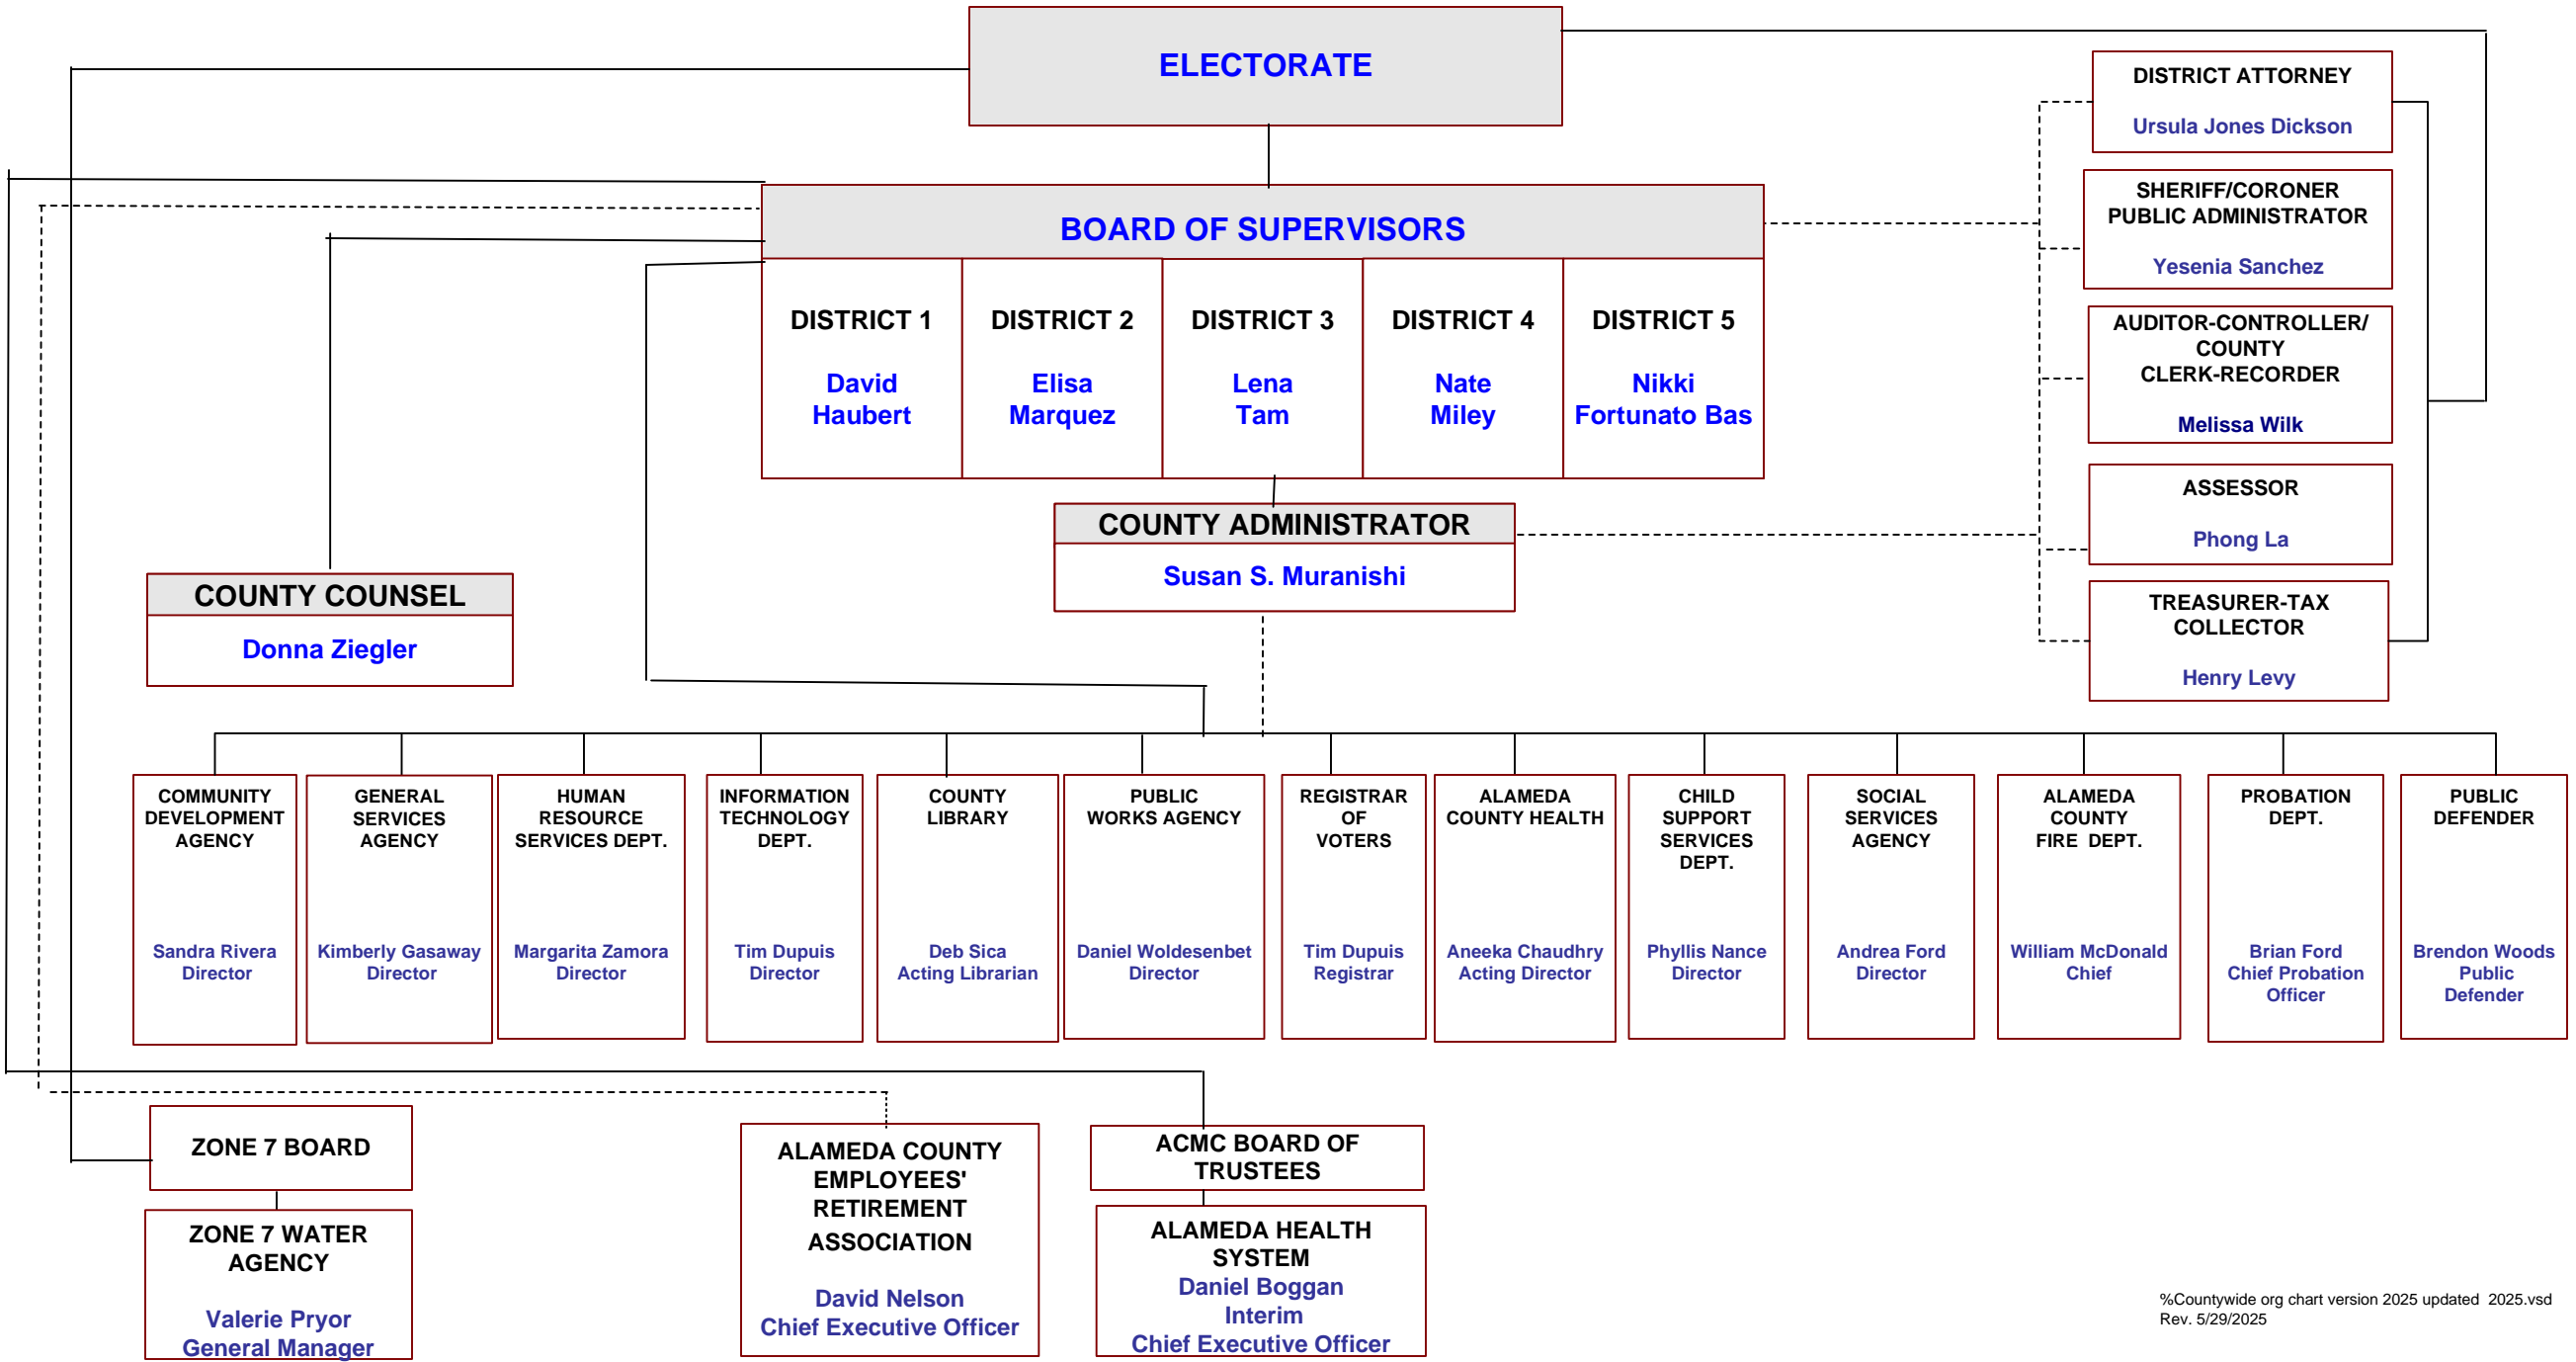 ELECTORATE
DISTRICT ATTORNEY
Ursula Jones Dickson
SHERIFF/CORONER
PUBLIC ADMINISTRATOR
Yesenia Sanchez
AUDITOR-CONTROLLER/
COUNTY
CLERK-RECORDER
Melissa Wilk
ASSESSOR
Phong La
TREASURER-TAX
COLLECTOR
Henry Levy
BOARD OF SUPERVISORS
DISTRICT 1
David
Haubert
DISTRICT 2
Elisa
Marquez
DISTRICT 3
Lena
Tam
DISTRICT 4
Nate
Miley
DISTRICT 5
Nikki
Fortunato Bas
COUNTY ADMINISTRATOR
Susan S. Muranishi
COUNTY COUNSEL
Donna Ziegler
COMMUNITY
DEVELOPMENT
AGENCY
Sandra Rivera
Director
GENERAL
SERVICES
AGENCY
Kimberly Gasaway
Director
HUMAN
RESOURCE
SERVICES DEPT.
Margarita Zamora
Director
INFORMATION
TECHNOLOGY
DEPT.
Tim Dupuis
Director
COUNTY
LIBRARY
Deb Sica
Acting Librarian
PUBLIC
WORKS AGENCY
Daniel Woldesenbet
Director
REGISTRAR
OF
VOTERS
Tim Dupuis
Registrar
ALAMEDA
COUNTY HEALTH
Aneeka Chaudhry
Acting Director
CHILD
SUPPORT
SERVICES
DEPT.
Phyllis Nance
Director
SOCIAL
SERVICES
AGENCY
Andrea Ford
Director
ALAMEDA
COUNTY
FIRE DEPT.
William McDonald
Chief
PROBATION
DEPT.
Brian Ford
Chief Probation
Officer
PUBLIC
DEFENDER
Brendon Woods
Public
Defender
ZONE 7 BOARD
ZONE 7 WATER
AGENCY
Valerie Pryor
General Manager
ALAMEDA COUNTY
EMPLOYEES'
RETIREMENT
ASSOCIATION
David Nelson
Chief Executive Officer
ACMC BOARD OF
TRUSTEES
ALAMEDA HEALTH
SYSTEM
Daniel Boggan
Interim
Chief Executive Officer
%Countywide org chart version 2025 updated 2025.vsd
Rev. 5/29/2025